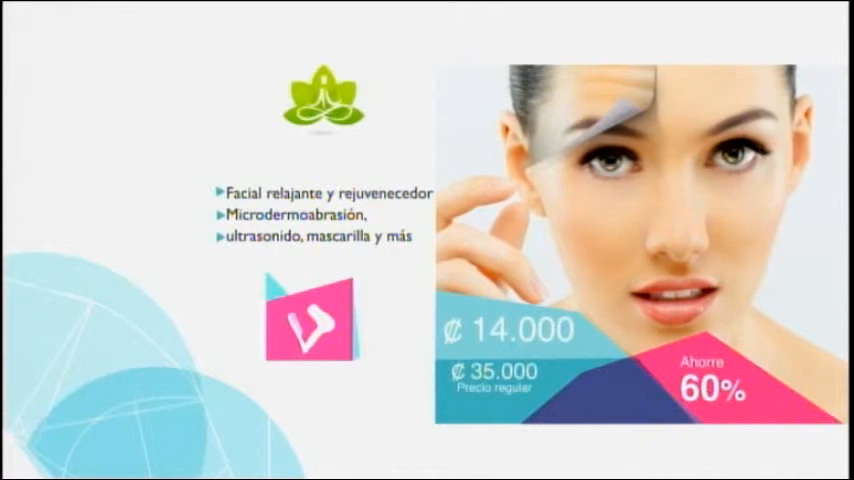 Facial relajante y rejuvenecedor
Microdermoabrasión,
ultrasonido, mascarilla y más
₡ 14.000
₡ 35.000
Precio regular
Ahorre
60%